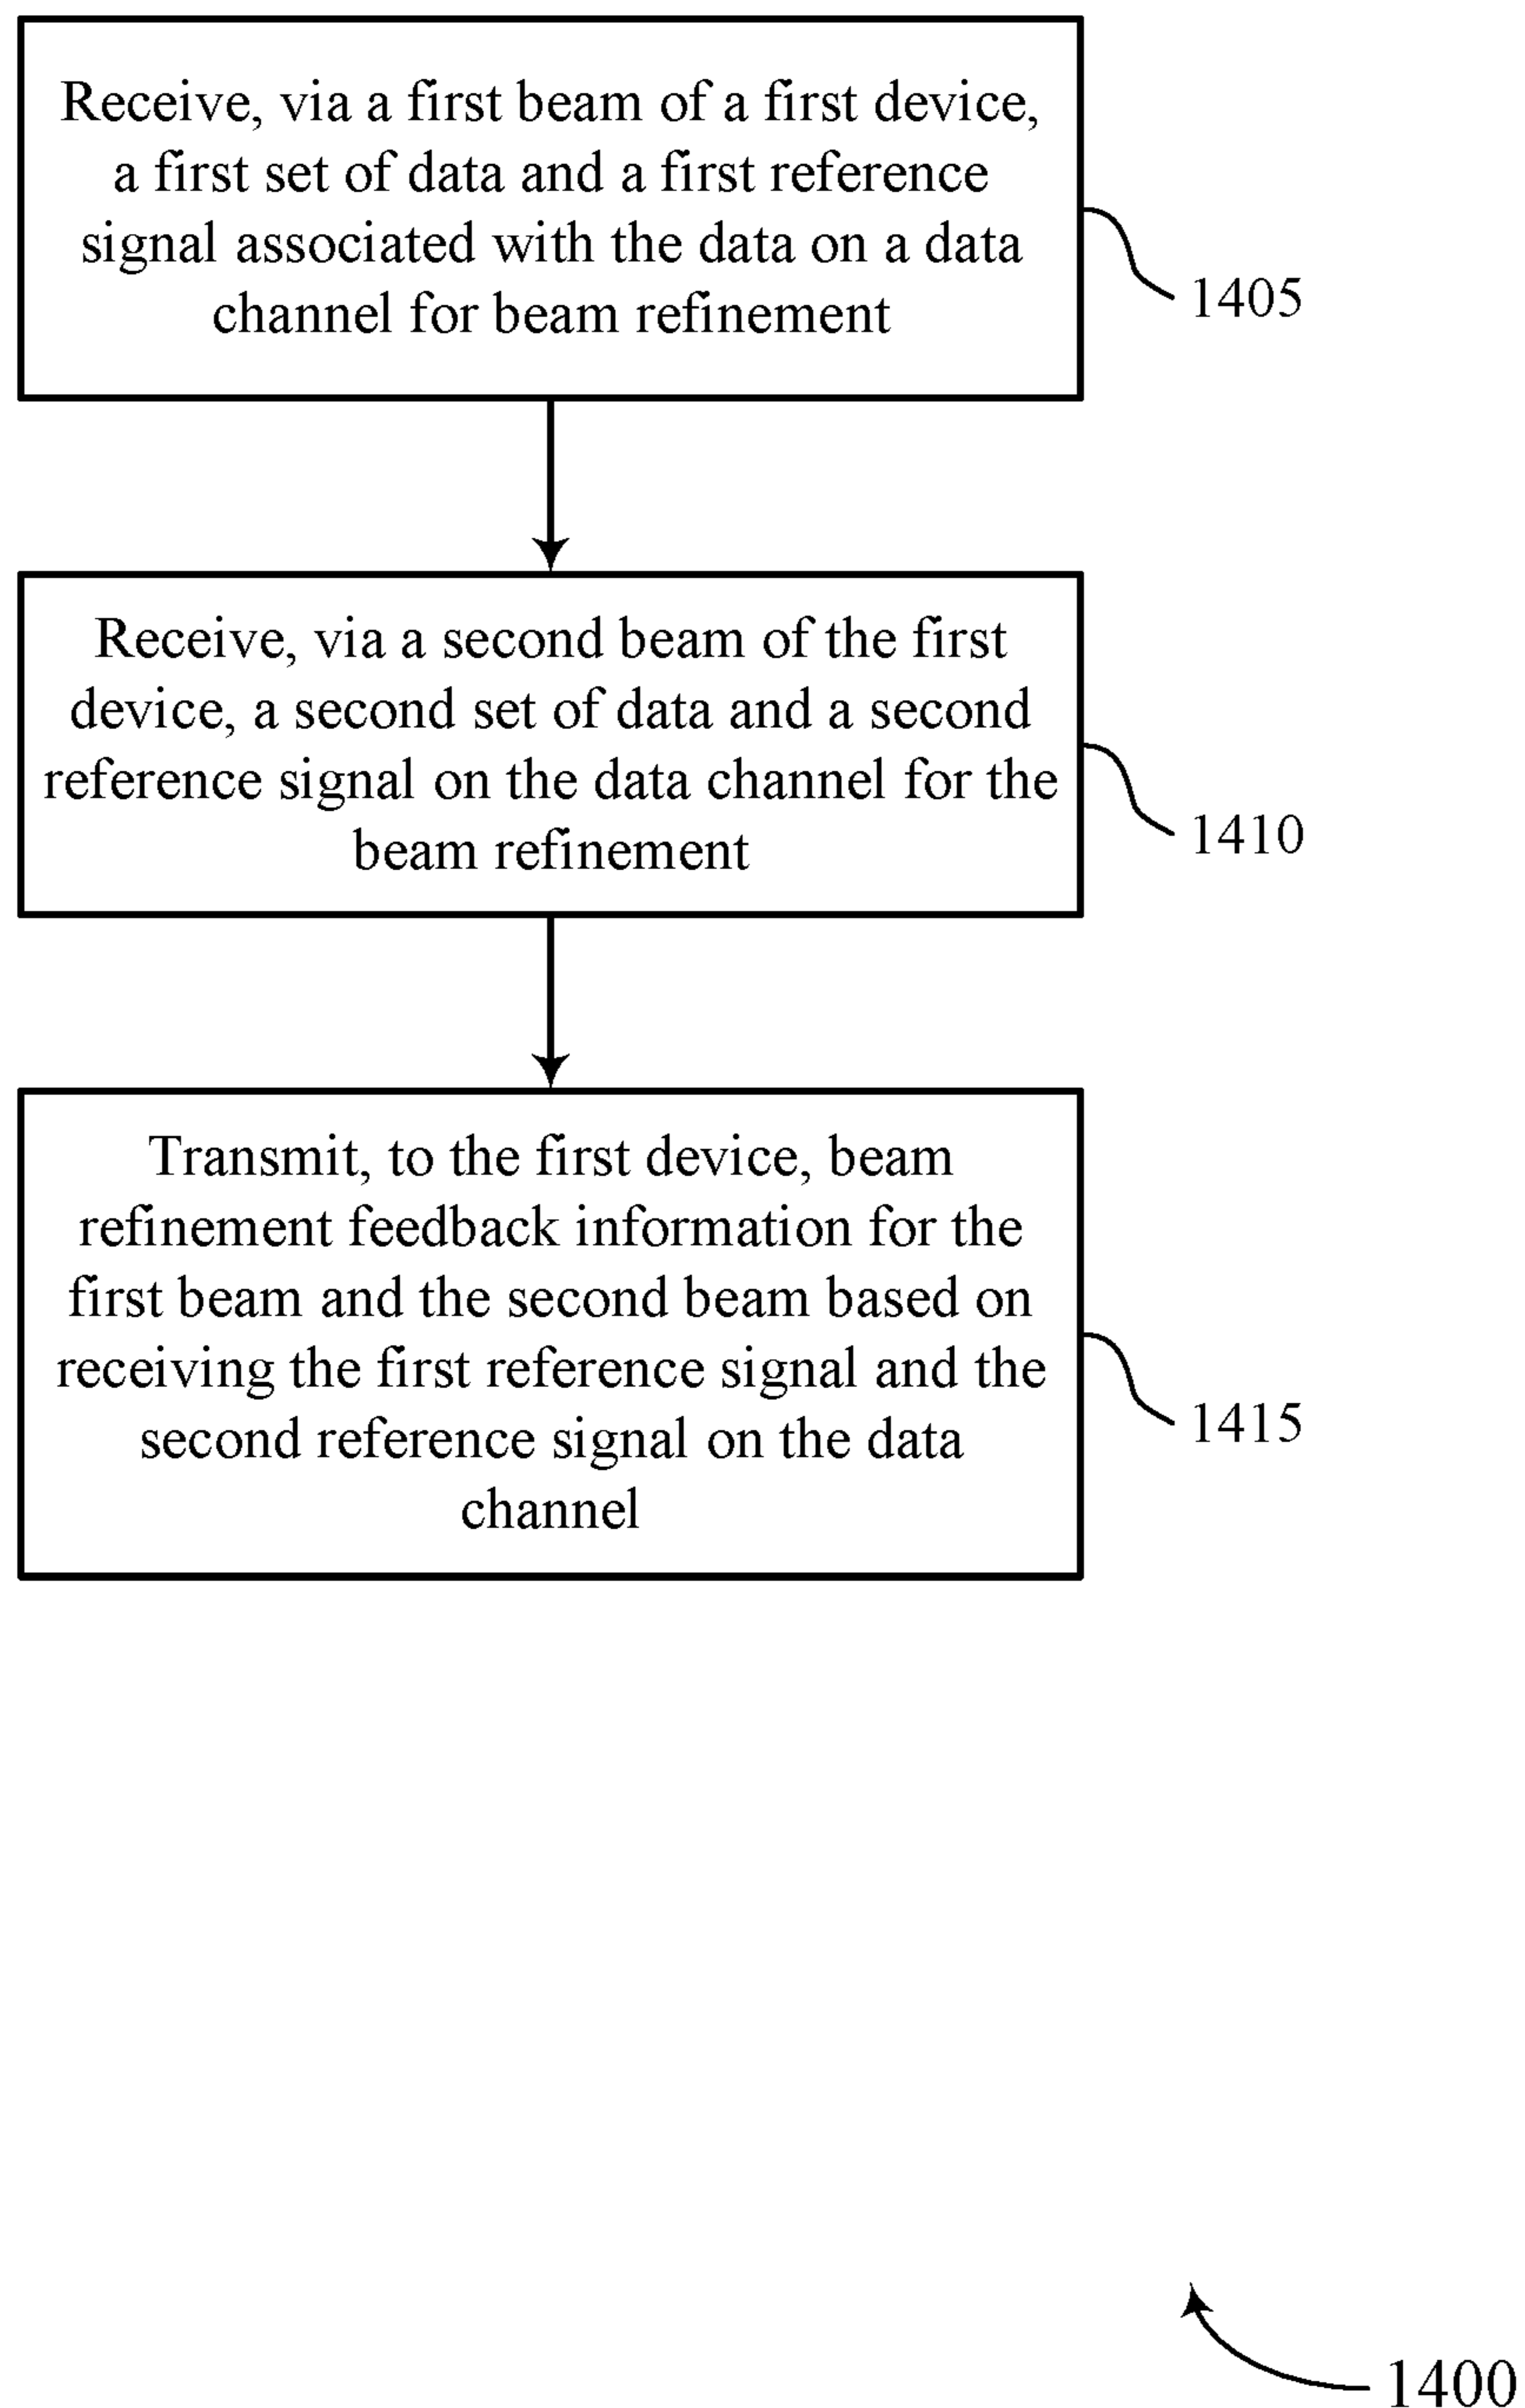 Receive, via a first beam of a first device,
a first set of data and a first reference
signal associated with the data on a data
channel for beam refinement
1405
Receive, via a second beam of the first
device, a second set of data and a second
reference signal on the data channel for the
beam refinement
1410
Transmit, to the first device, beam
refinement feedback information for the
first beam and the second beam based on
receiving the first reference signal and the
second reference signal on the data
channel
1415
1400